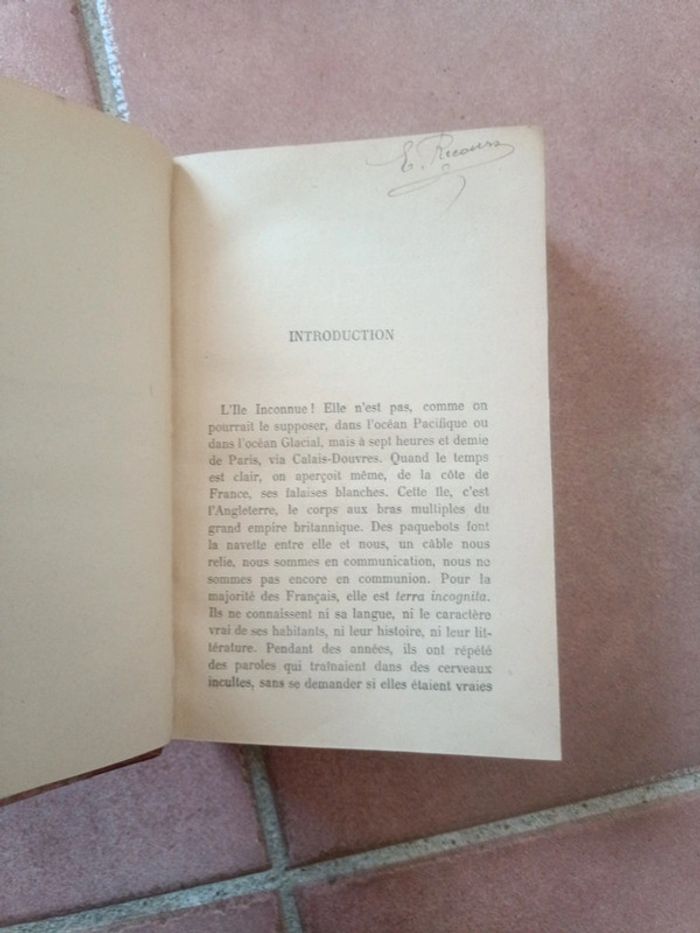 E.
INTRODUCTION
L'Ile Inconnue ! Elle n'est pas, comme on
pourrait le supposer, dans l'océan Pacifique ou
dans l'océan Glacial, mais à sept heures et demie
de Paris, via Calais-Douvres. Quand le temps
est clair, on aperçoit même, de la côte de
France, ses falaises blanches. Cette île, c'est
l'Angleterre, le corps aux bras multiples du
grand empire britannique. Des paquebots font
la navette entre elle et nous, un câble nous
relie, nous sommes en communication, nous ne
sommes pas encore en communion. Pour la
majorité des Français, elle est terra incognita.
Ils ne connaissent ni sa langue, ni le caractère
vrai de ses habitants, ni leur histoire, ni leur lit-
térature. Pendant des années, ils ont répété
des paroles qui traînaient dans des cerveaux
incultes, sans se demander si elles étaient vraies